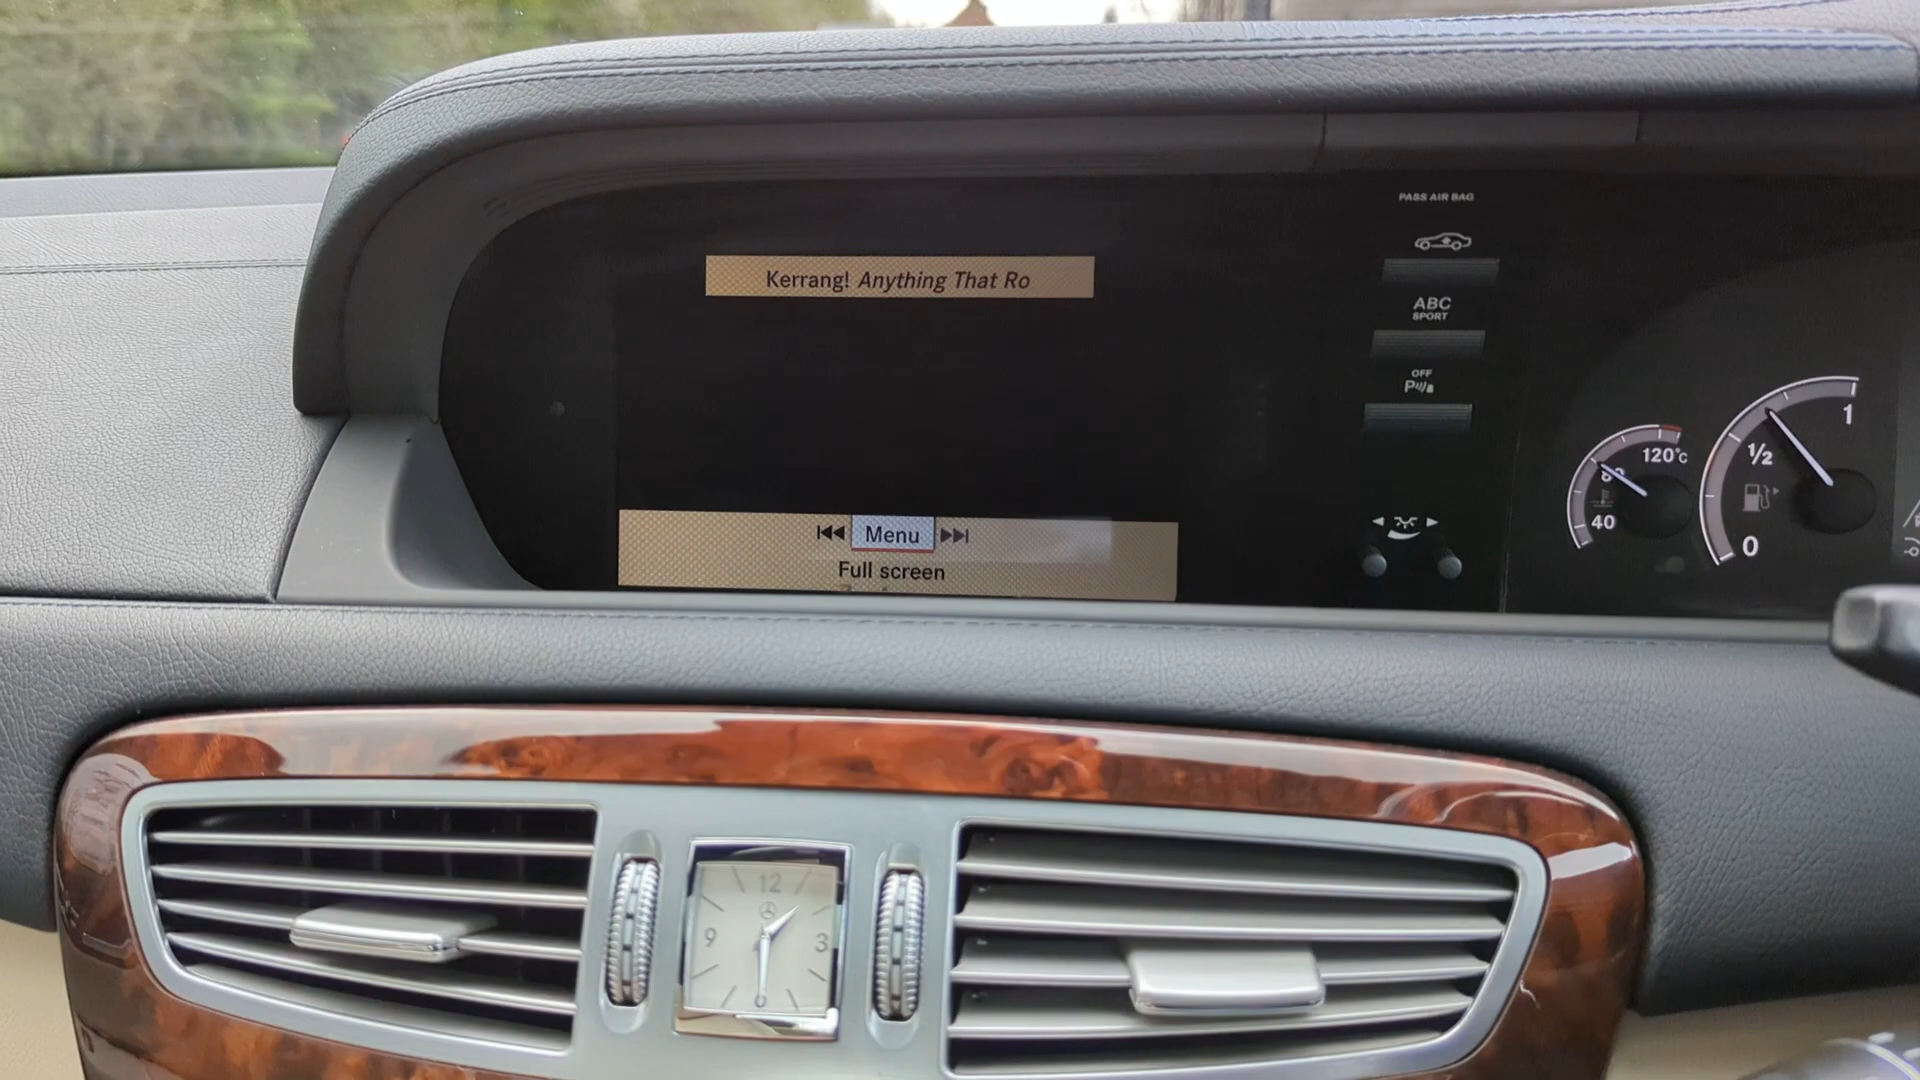 Kerrang! Anything That Ro
Menu
Full screen
PASS AIR BAG
ABC
SPORT
OFF
P
120°C
40
1
1/2
0
12
9
3